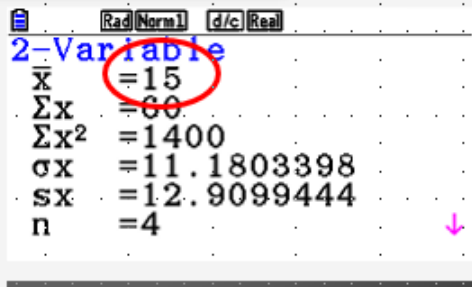 Rad Norm1 d/c Real
2-Variable
x̄ =15
Σx =60
Σx² =1400
σx =11.1803398
sx =12.9099444
n =4